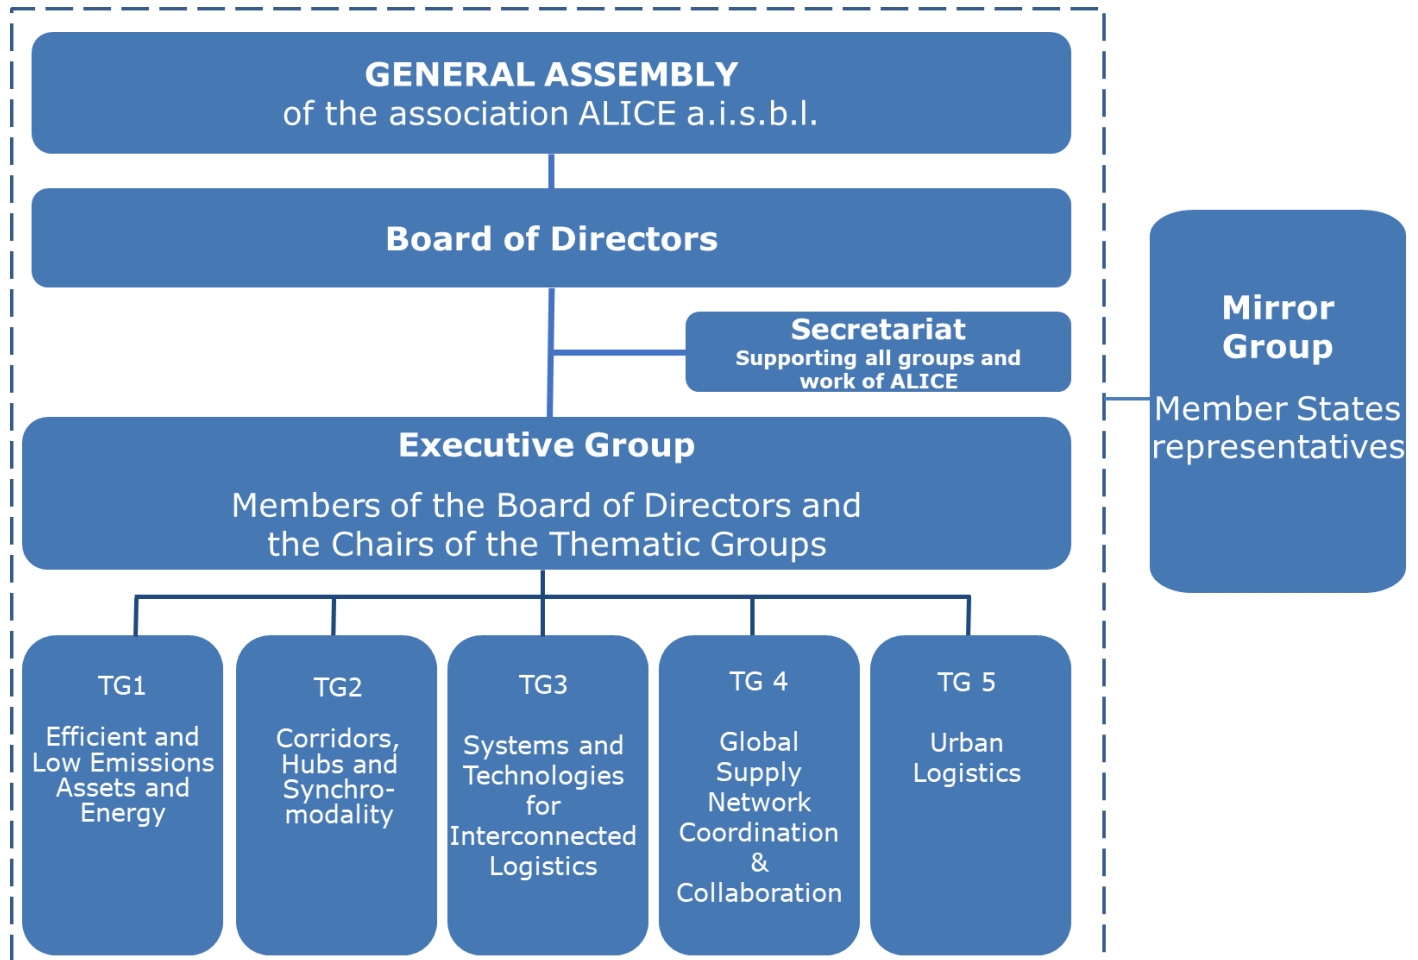 GENERAL ASSEMBLY
of the association ALICE a.i.s.b.l.
Board of Directors
Secretariat
Supporting all groups and
work of ALICE
Executive Group
Members of the Board of Directors and
the Chairs of the Thematic Groups
TG1
Efficient and
Low Emissions
Assets and
Energy
TG2
Corridors,
Hubs and
Synchro-
modality
TG3
Systems and
Technologies
for
Interconnected
Logistics
TG 4
Global
Supply
Network
Coordination
&
Collaboration
TG 5
Urban
Logistics
Mirror
Group
Member States
representatives